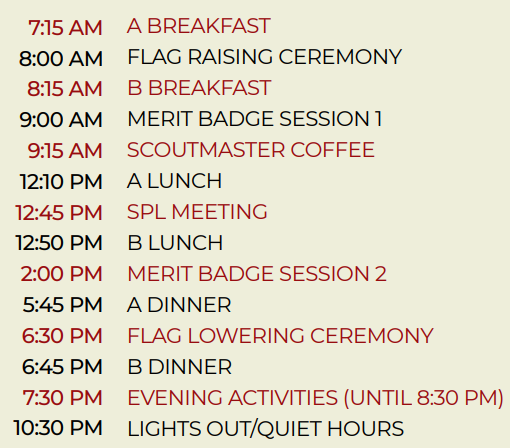 7:15 AM A BREAKFAST
8:00 AM FLAG RAISING CEREMONY
8:15 AM B BREAKFAST
9:00 AM MERIT BADGE SESSION 1
9:15 AM SCOUTMASTER COFFEE
12:10 PM A LUNCH
12:45 PM SPL MEETING
12:50 PM B LUNCH
2:00 PM MERIT BADGE SESSION 2
5:45 PM A DINNER
6:30 PM FLAG LOWERING CEREMONY
6:45 PM B DINNER
7:30 PM EVENING ACTIVITIES (UNTIL 8:30 PM)
10:30 PM LIGHTS OUT/QUIET HOURS